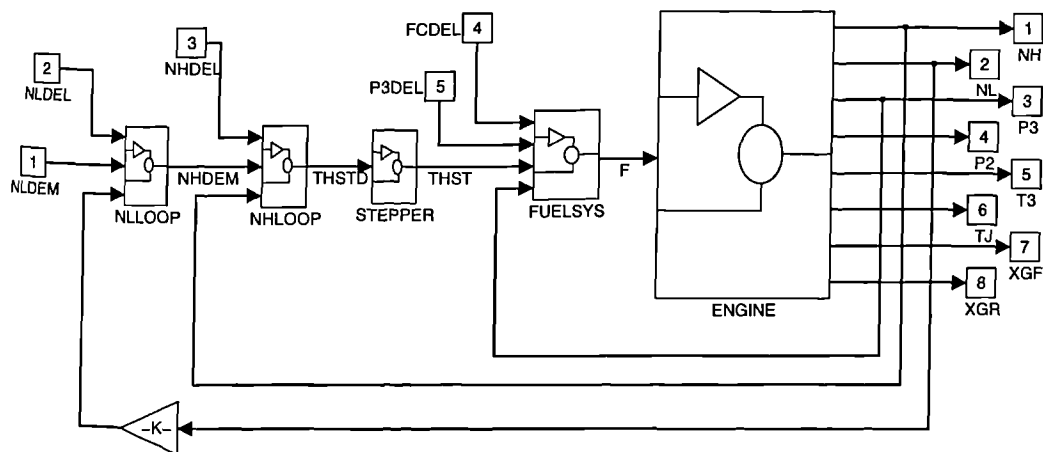 1
NH
2
NL
3
P3
4
P2
5
T3
6
TJ
7
XGF
8
XGR
ENGINE
4
FCDEL
5
P3DEL
3
NHDEL
2
NLDEL
1
NLDEM
NLLOOP
NHDEM
NHLOOP
THSTD
STEPPER
THST
FUELSYS
F
-K-